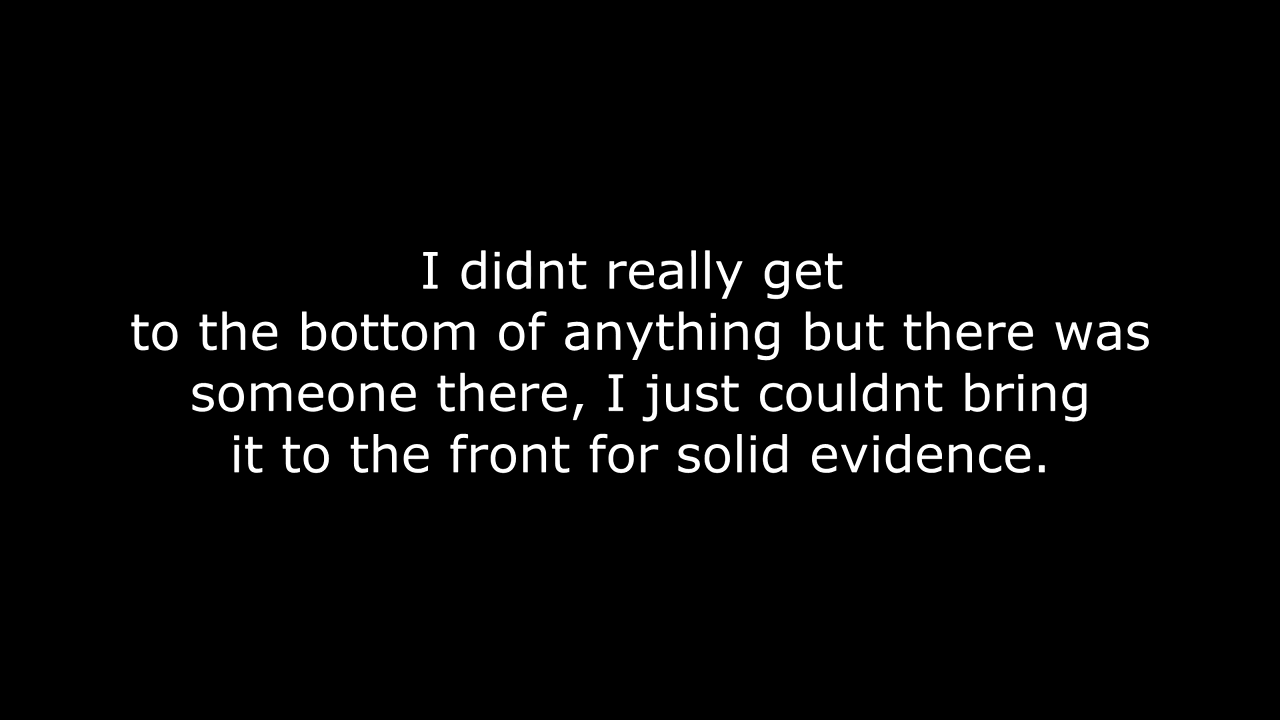 I didnt really get
to the bottom of anything but there was
someone there, I just couldnt bring
it to the front for solid evidence.